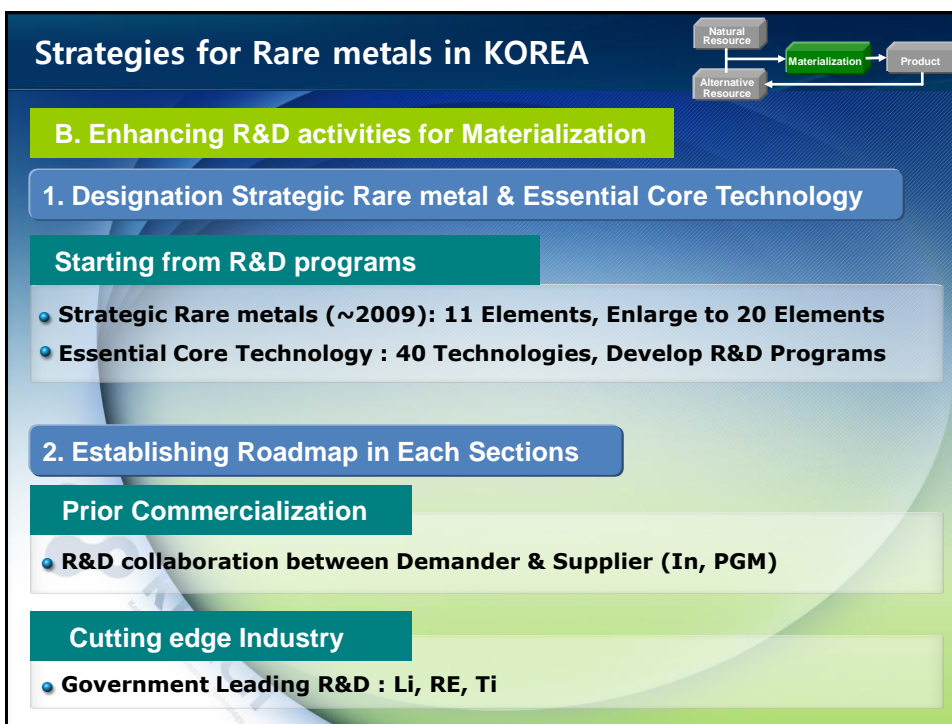 Strategies for Rare metals in KOREA
Natural
Resource
Materialization
Product
Alternative
Resource
B. Enhancing R&D activities for Materialization
1. Designation Strategic Rare metal & Essential Core Technology
Starting from R&D programs
Strategic Rare metals (~2009): 11 Elements, Enlarge to 20 Elements
Essential Core Technology : 40 Technologies, Develop R&D Programs
2. Establishing Roadmap in Each Sections
Prior Commercialization
R&D collaboration between Demander & Supplier (In, PGM)
Cutting edge Industry
Government Leading R&D : Li, RE, Ti